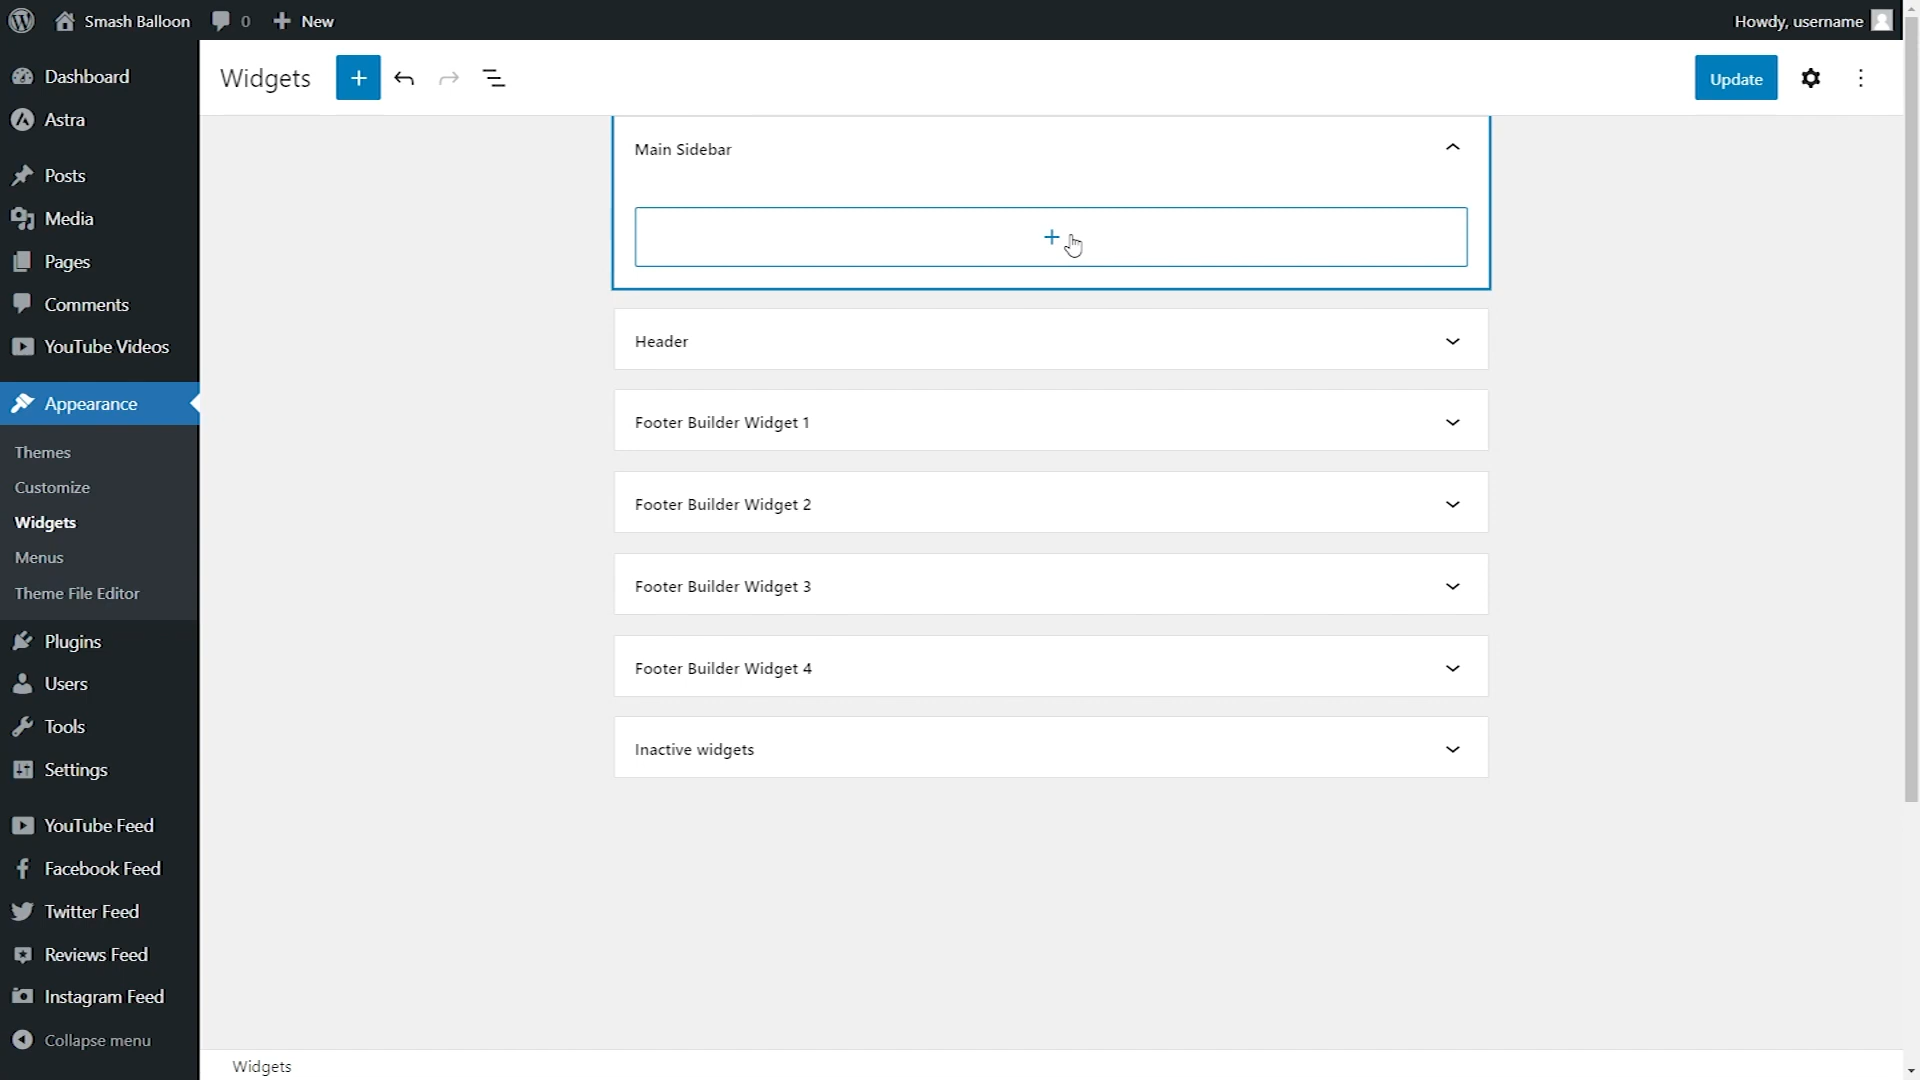 Smash Balloon 0 New Howdy, username
Dashboard
Astra
Posts
Media
Pages
Comments
YouTube Videos
Appearance
Themes
Customize
Widgets
Menus
Theme File Editor
Plugins
Users
Tools
Settings
YouTube Feed
Facebook Feed
Twitter Feed
Reviews Feed
Instagram Feed
Collapse menu
Widgets Update
Main Sidebar
Header
Footer Builder Widget 1
Footer Builder Widget 2
Footer Builder Widget 3
Footer Builder Widget 4
Inactive widgets
Widgets